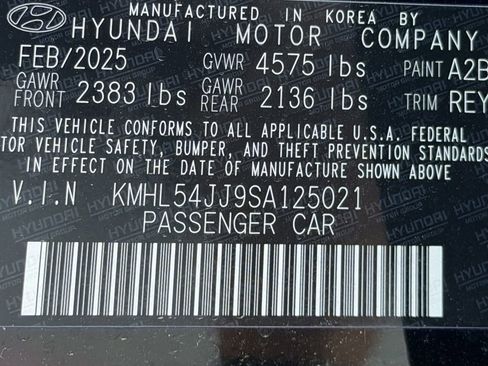 MANUFACTURED IN KOREA BY
HYUNDAI MOTOR COMPANY
FEB/2025 GVWR 4575 lbs PAINT A2B
GAWR FRONT 2383 lbs GAWR REAR 2136 lbs TRIM REY
THIS VEHICLE CONFORMS TO ALL APPLICABLE U.S.A. FEDERAL
VEHICLE SAFETY, BUMPER, AND THEFT PREVENTION STANDARDS
EFFECT ON THE DATE OF MANUFACTURE SHOWN ABOVE
V.I.N KMHL54JJ9SA125021
PASSENGER CAR